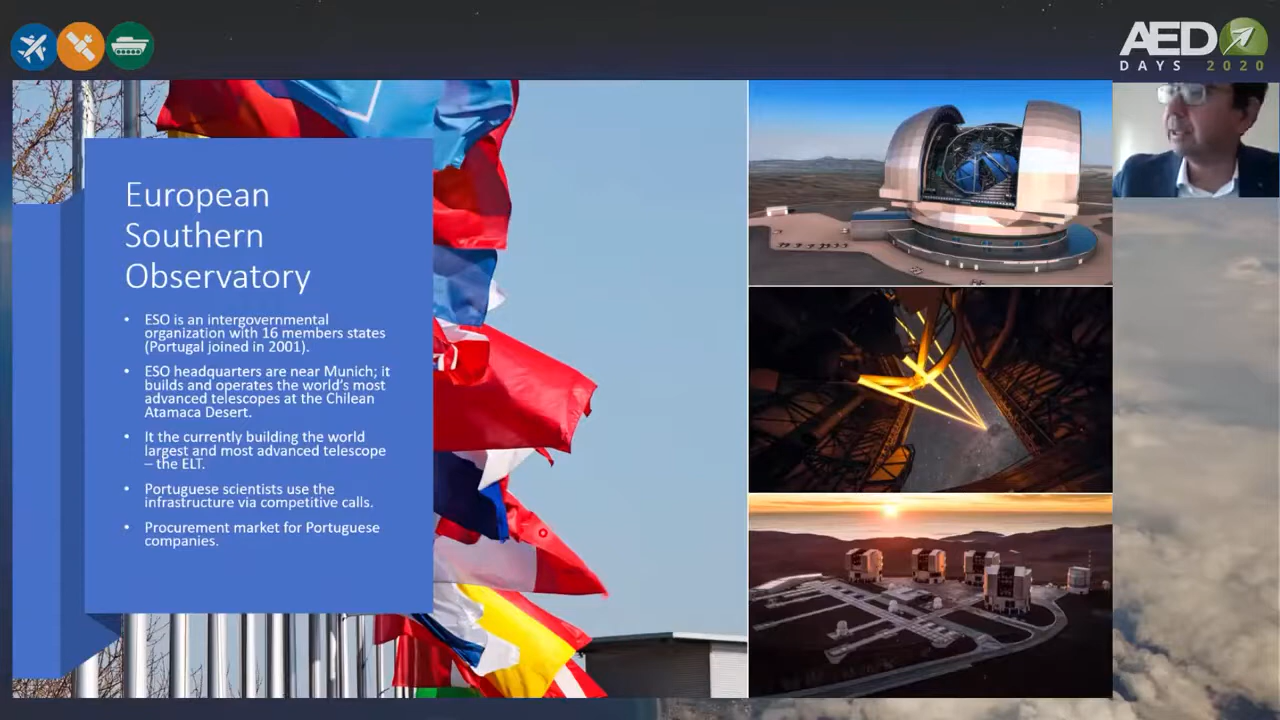 AED
DAYS 2020
European
Southern
Observatory
• ESO is an intergovernmental
organization with 16 members states
(Portugal joined in 2001).
• ESO headquarters are near Munich; it
builds and operates the world's most
advanced telescopes at the Chilean
Atamaca Desert.
• It the currently building the world
largest and most advanced telescope
– the ELT.
• Portuguese scientists use the
infrastructure via competitive calls.
• Procurement market for Portuguese
companies.